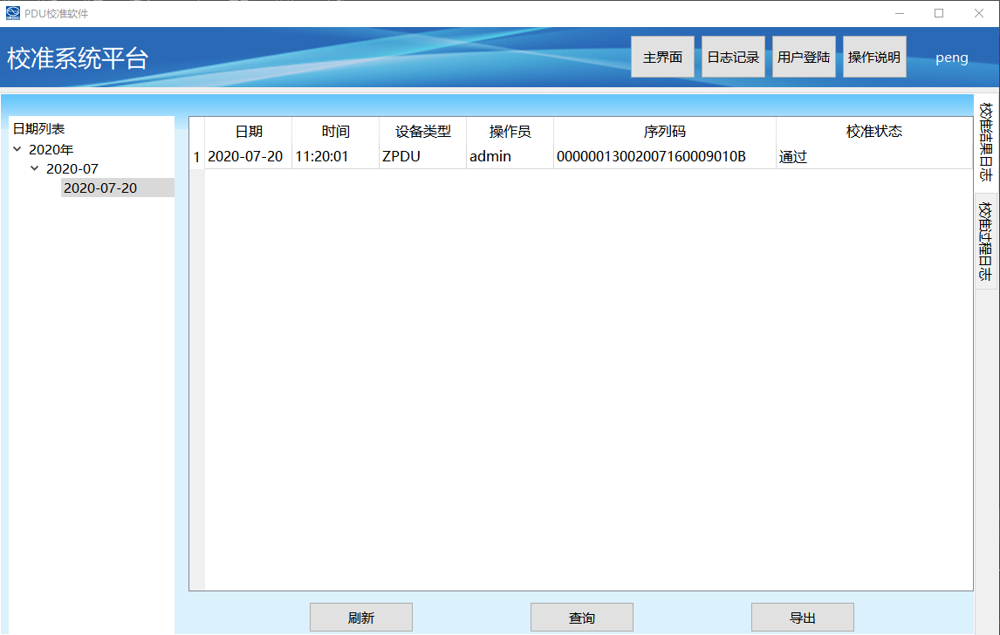 PDU校准软件
校准系统平台
主界面
日志记录
用户登陆
操作说明
peng
日期列表
2020年
2020-07
2020-07-20
日期 时间 设备类型 操作员 序列码 校准状态
1 2020-07-20 11:20:01 ZPDU admin 00000013002007160009010B 通过
校准结果日志
校准过程日志
刷新
查询
导出